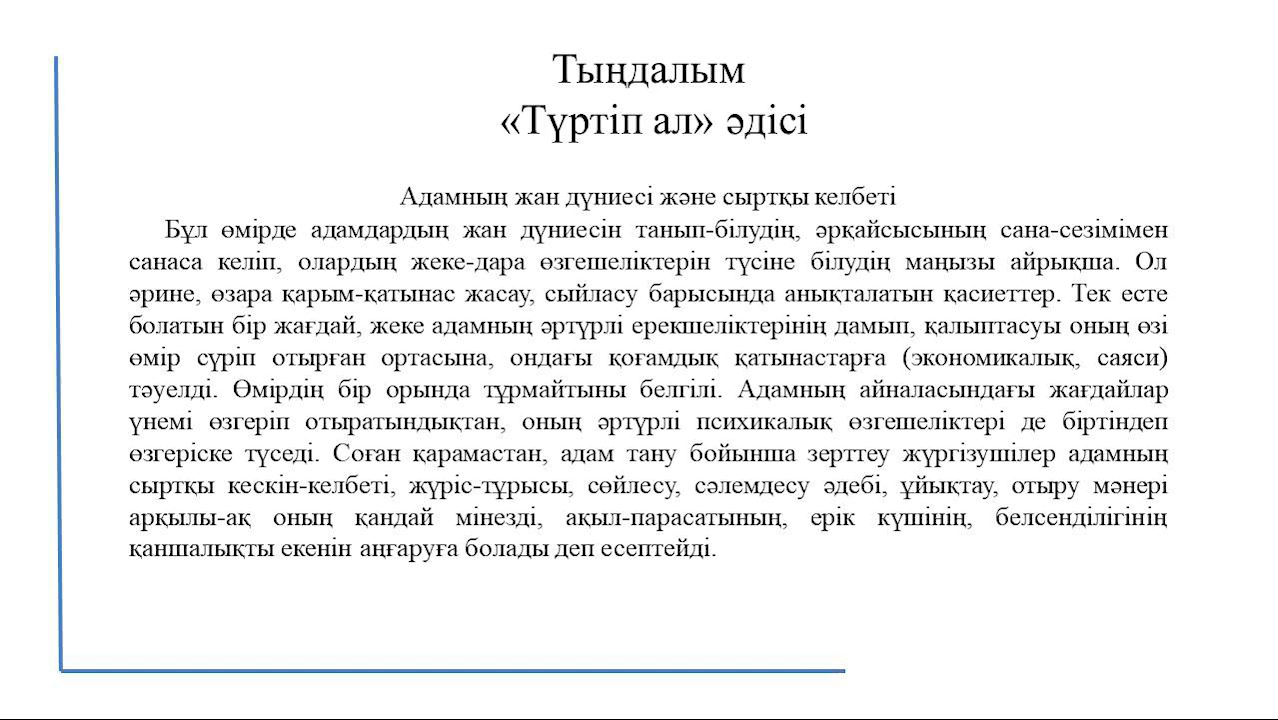 Тыңдалым
«Түртіп ал» әдісі
Адамның жан дүниесі және сыртқы келбеті
Бұл өмірде адамдардың жан дүниесін танып-білудің, әрқайсысының сана-сезімімен
санаса келіп, олардың жеке-дара өзгешеліктерін түсіне білудің маңызы айрықша. Ол
әрине, өзара қарым-қатынас жасау, сыйласу барысында анықталатын қасиеттер. Тек есте
болатын бір жағдай, жеке адамның әртүрлі ерекшеліктерінің дамып, қалыптасуы оның өзі
өмір сүріп отырған ортасына, ондағы қоғамдық қатынастарға (экономикалық, саяси)
тәуелді. Өмірдің бір орында тұрмайтыны белгілі. Адамның айналасындағы жағдайлар
үнемі өзгеріп отыратындықтан, оның әртүрлі психикалық өзгешеліктері де біртіндеп
өзгеріске түседі. Соған қарамастан, адам тану бойынша зерттеу жүргізушілер адамның
сыртқы кескін-келбеті, жүріс-тұрысы, сөйлесу, сәлемдесу әдебі, ұйықтау, отыру мәнері
арқылы-ақ оның қандай мінезді, ақыл-парасатының, ерік күшінің, белсенділігінің
қаншалықты екенін аңғаруға болады деп есептейді.